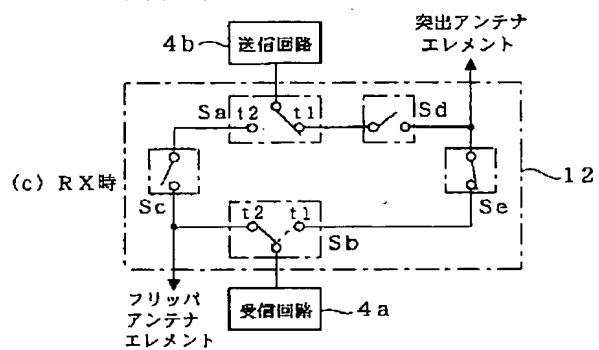 突出アンテナ
エレメント
4b
送信回路
Sa t2 t1 Sd
(c) RX時
12
Sc
t2 t1
Sb
Se
フリッパ
アンテナ
エレメント
受信回路
4a